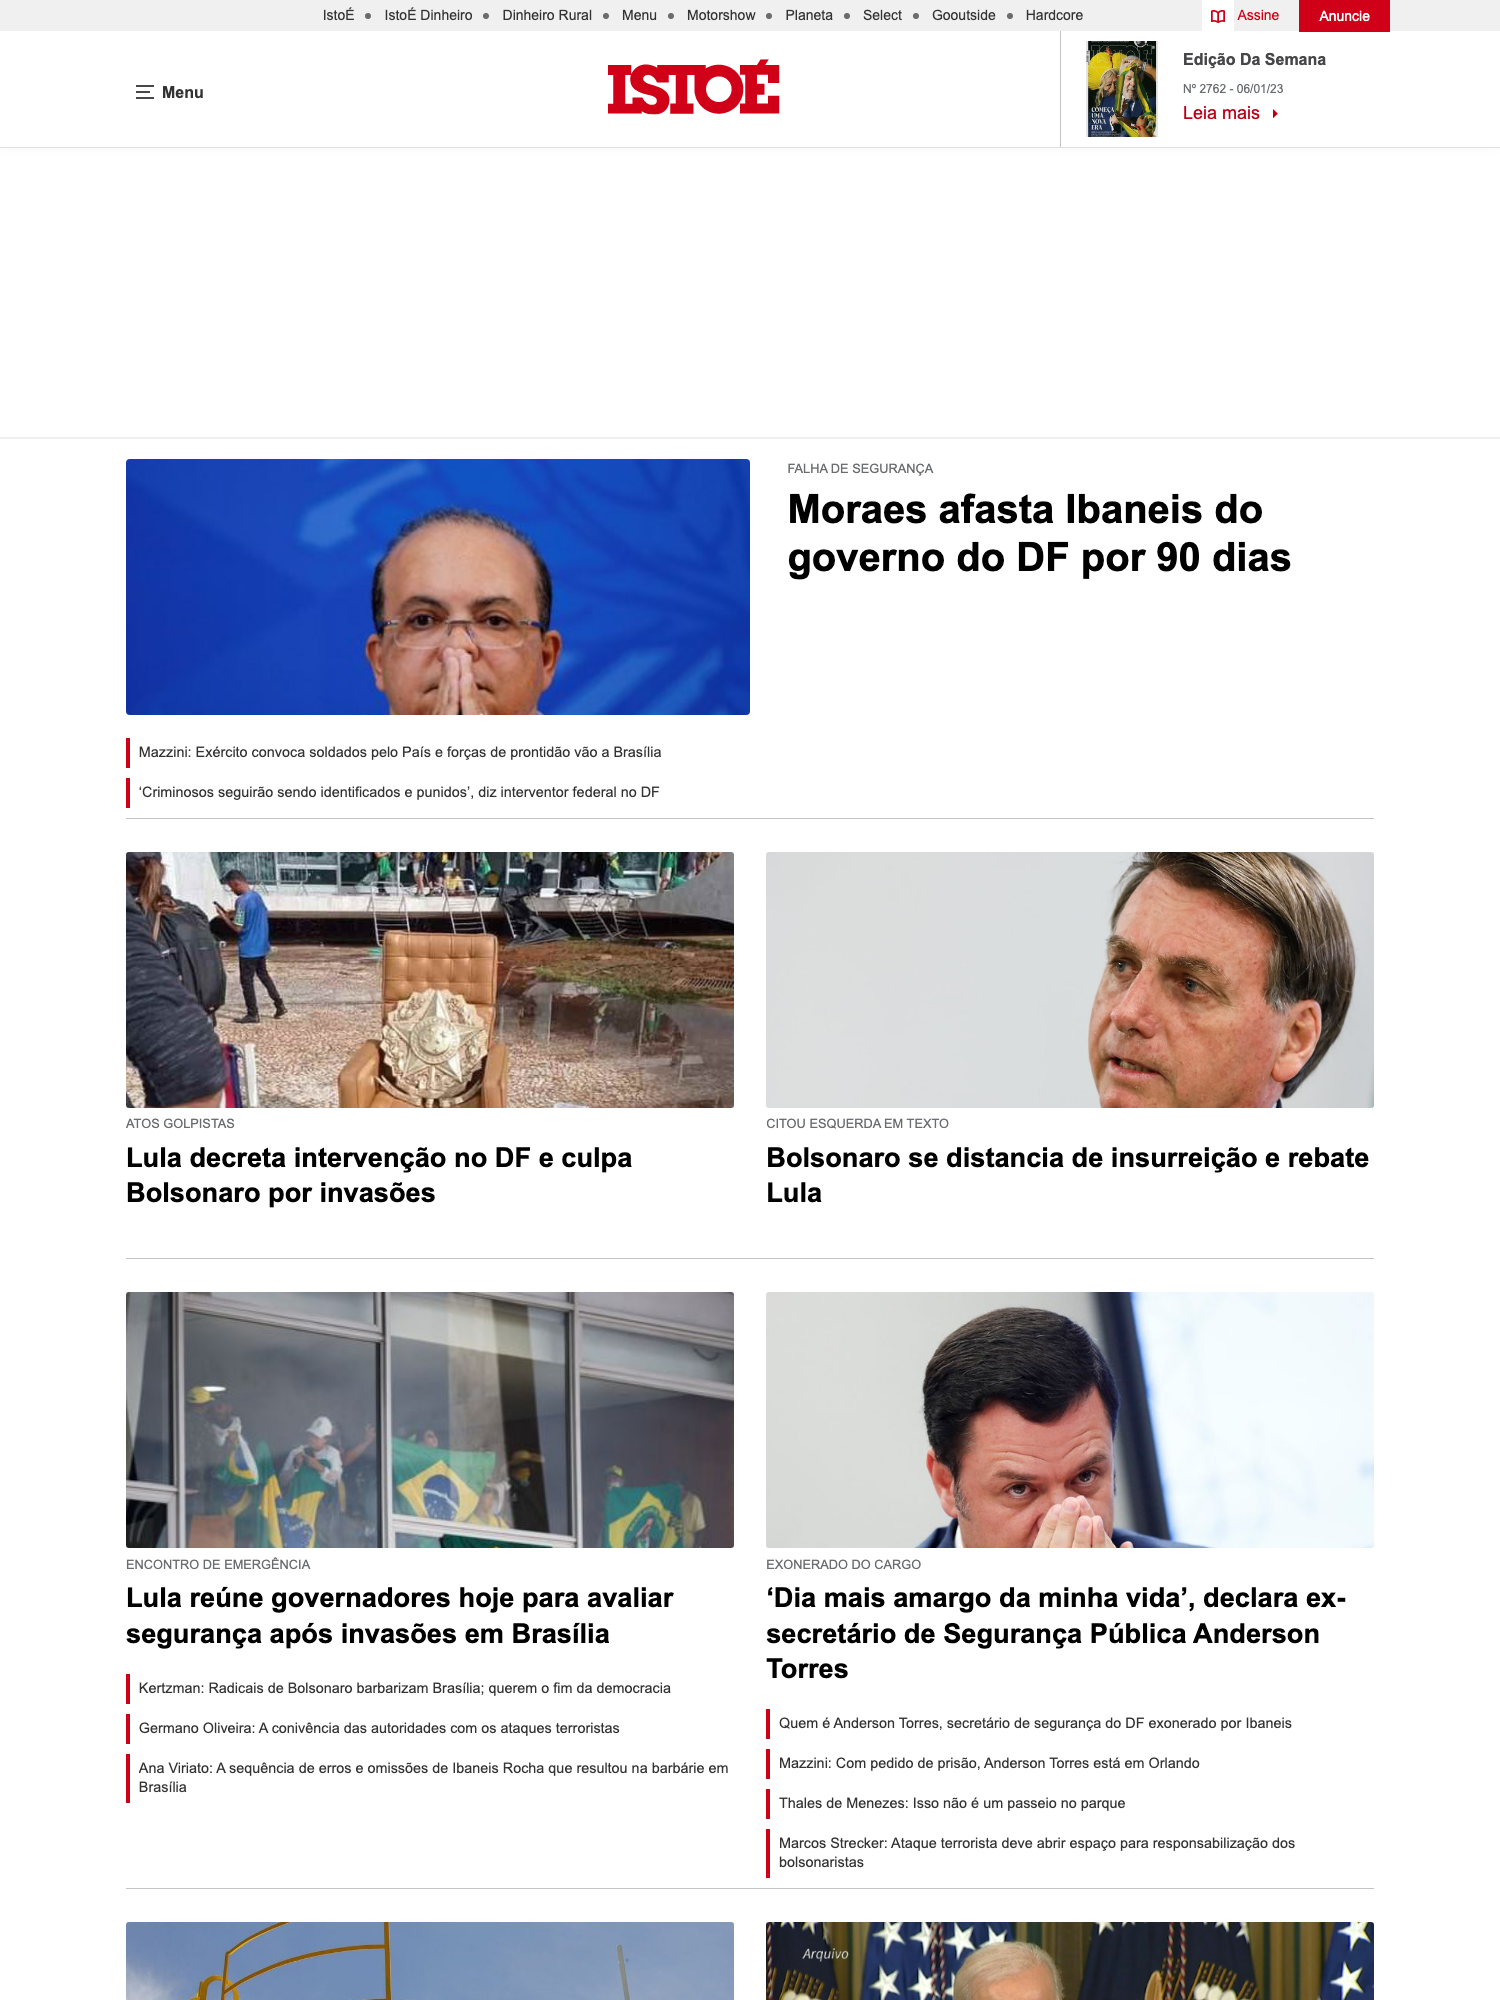 IstoÉ • IstoÉ Dinheiro • Dinheiro Rural • Menu • Motorshow • Planeta • Select • Gooutside • Hardcore
Assine
Anuncie
Menu
ISTOÉ
COMEÇA
UMA
NOVA
ERA
Edição Da Semana
Nº 2762 - 06/01/23
Leia mais
FALHA DE SEGURANÇA
Moraes afasta Ibaneis do
governo do DF por 90 dias
Mazzini: Exército convoca soldados pelo País e forças de prontidão vão a Brasília
‘Criminosos seguirão sendo identificados e punidos’, diz interventor federal no DF
ATOS GOLPISTAS
Lula decreta intervenção no DF e culpa
Bolsonaro por invasões
CITOU ESQUERDA EM TEXTO
Bolsonaro se distancia de insurreição e rebate
Lula
ENCONTRO DE EMERGÊNCIA
Lula reúne governadores hoje para avaliar
segurança após invasões em Brasília
Kertzman: Radicais de Bolsonaro barbarizam Brasília; querem o fim da democracia
Germano Oliveira: A conivência das autoridades com os ataques terroristas
Ana Viriato: A sequência de erros e omissões de Ibaneis Rocha que resultou na barbárie em
Brasília
EXONERADO DO CARGO
‘Dia mais amargo da minha vida’, declara ex-
secretário de Segurança Pública Anderson
Torres
Quem é Anderson Torres, secretário de segurança do DF exonerado por Ibaneis
Mazzini: Com pedido de prisão, Anderson Torres está em Orlando
Thales de Menezes: Isso não é um passeio no parque
Marcos Strecker: Ataque terrorista deve abrir espaço para responsabilização dos
bolsonaristas
Arquivo